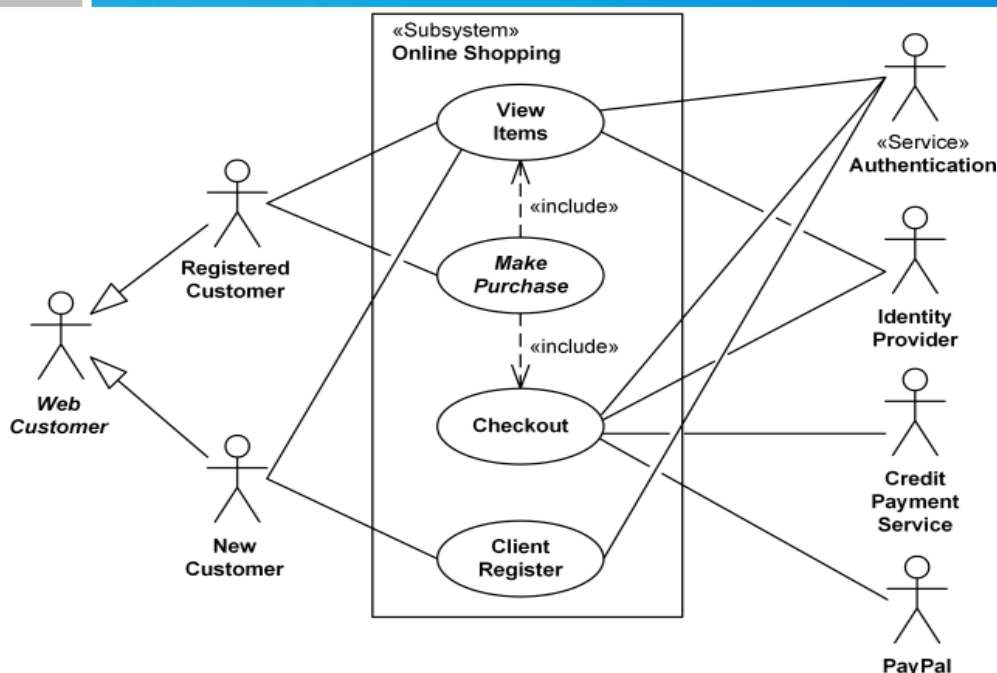 «Subsystem»
Online Shopping
View
Items
«include»
Make
Purchase
«include»
Checkout
Client
Register
Registered
Customer
Web
Customer
New
Customer
«Service»
Authentication
Identity
Provider
Credit
Payment
Service
PayPal